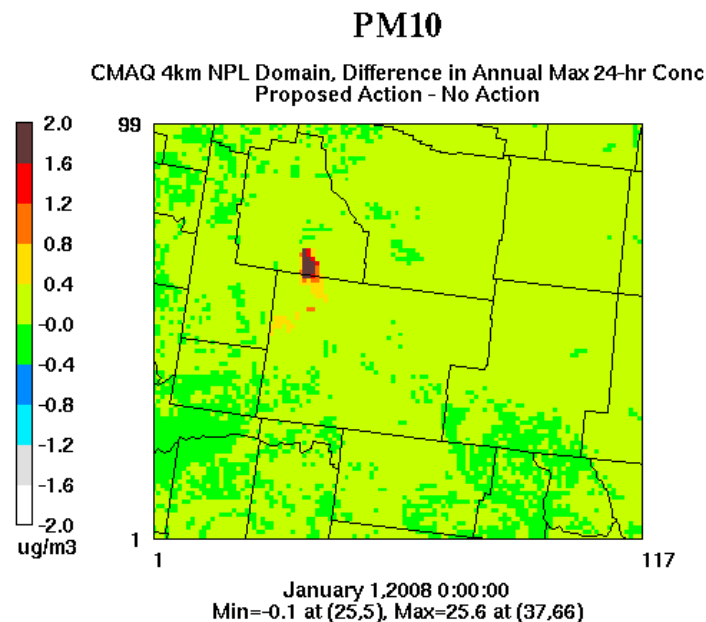 PM10
CMAQ 4km NPL Domain, Difference in Annual Max 24-hr Conc
Proposed Action - No Action
99
2.0
1.6
1.2
0.8
0.4
-0.0
-0.4
-0.8
-1.2
-1.6
-2.0
ug/m3
1
1
117
January 1,2008 0:00:00
Min=-0.1 at (25,5), Max=25.6 at (37,66)